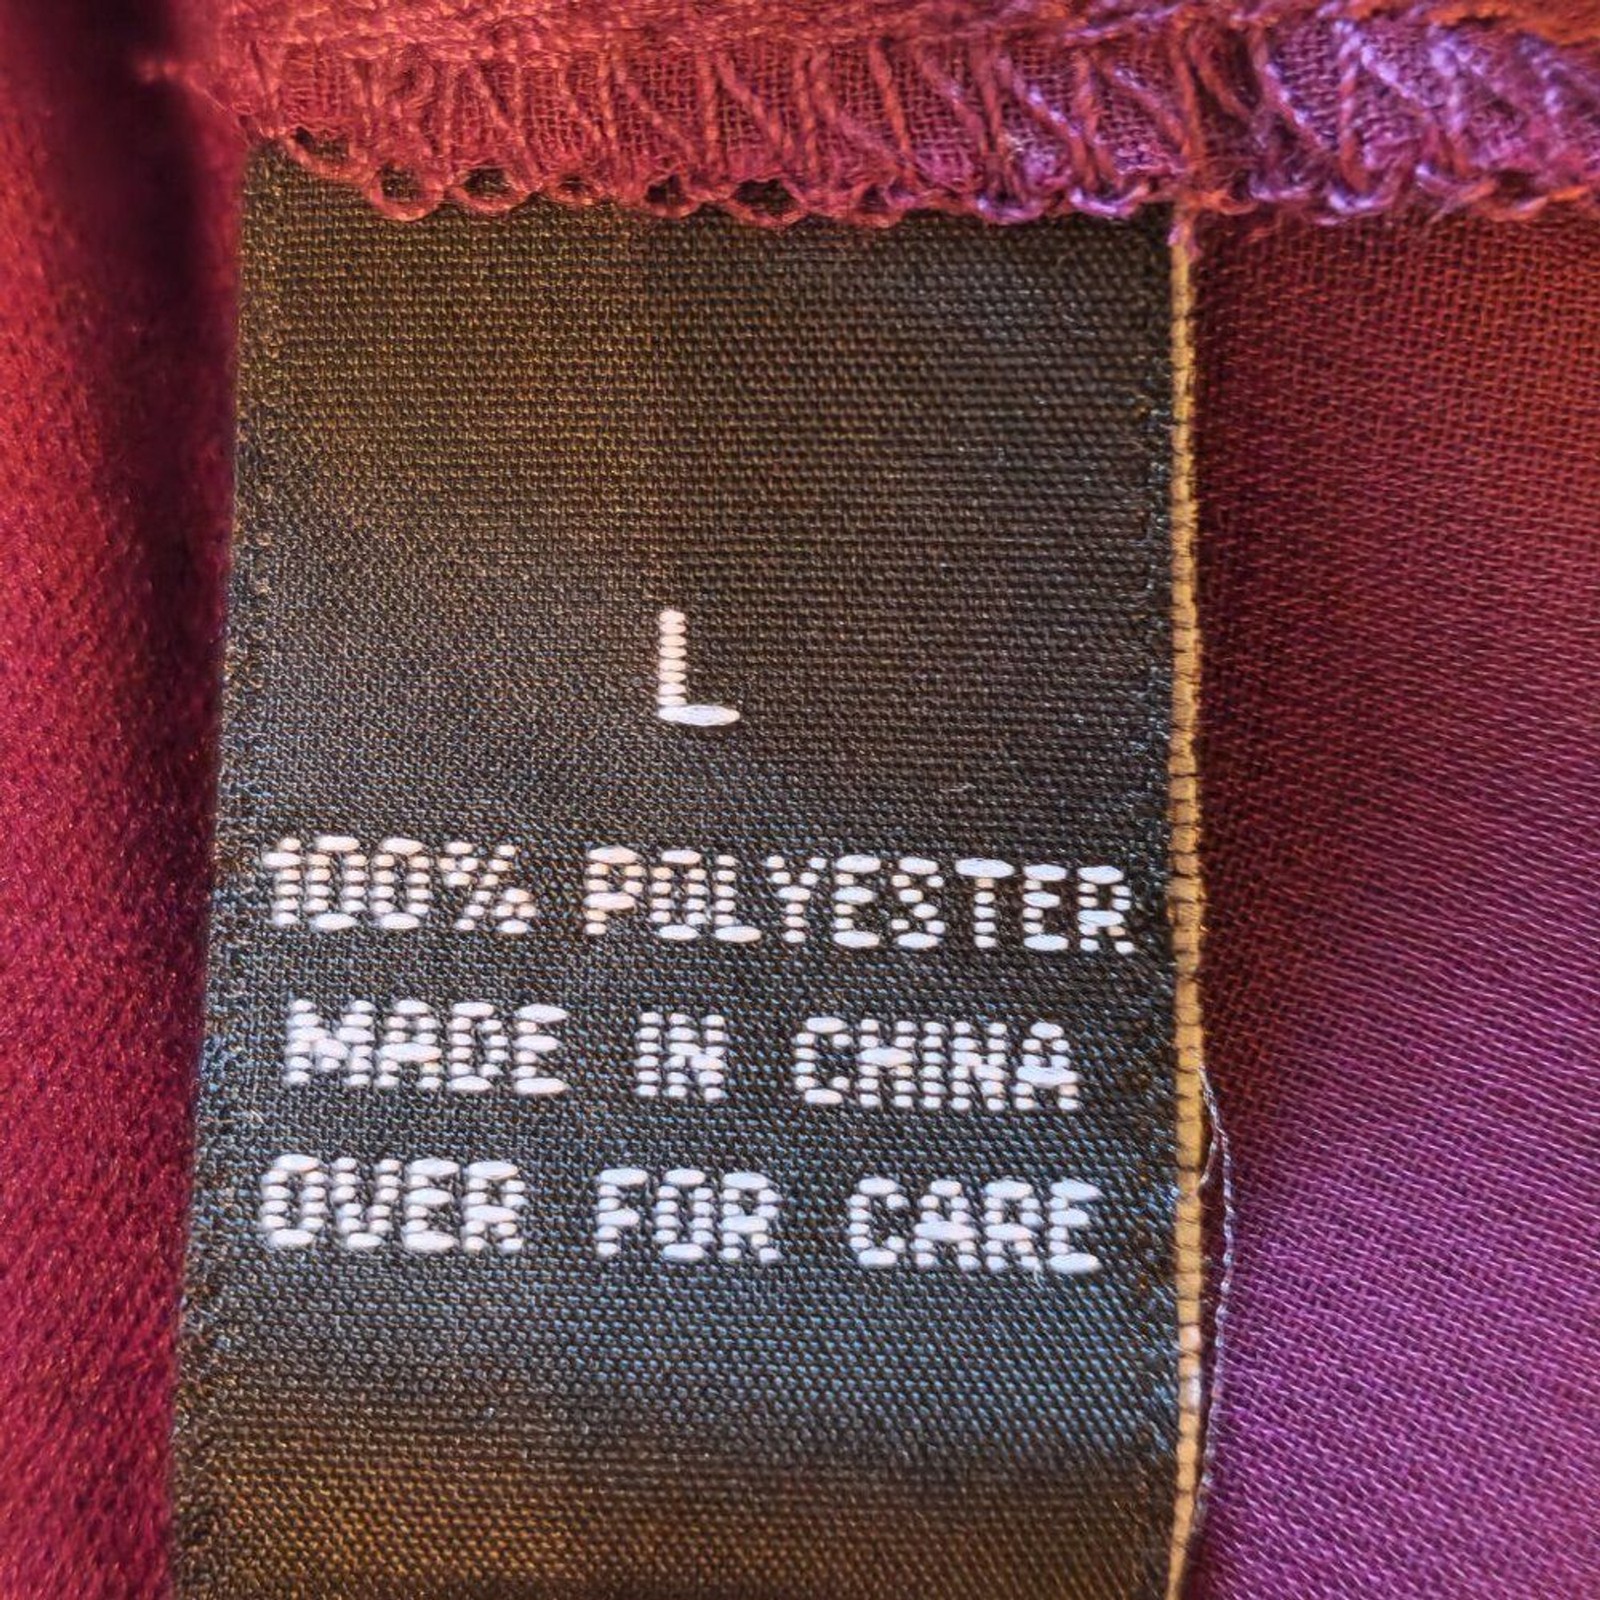 L
100% POLYESTER
MADE IN CHINA
OVER FOR CARE